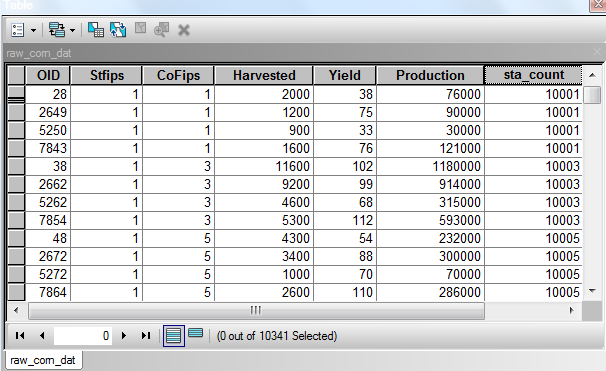 Table
raw_corn_dat
OID Stfips CoFips Harvested Yield Production sta_count
28 1 1 2000 38 76000 10001
2649 1 1 1200 75 90000 10001
5250 1 1 900 33 30000 10001
7843 1 1 1600 76 121000 10001
38 1 3 11600 102 1180000 10003
2662 1 3 9200 99 914000 10003
5262 1 3 4600 68 315000 10003
7854 1 3 5300 112 593000 10003
48 1 5 4300 54 232000 10005
2672 1 5 3400 88 300000 10005
5272 1 5 1000 70 70000 10005
7864 1 5 2600 110 286000 10005
0 (0 out of 10341 Selected)
raw_corn_dat